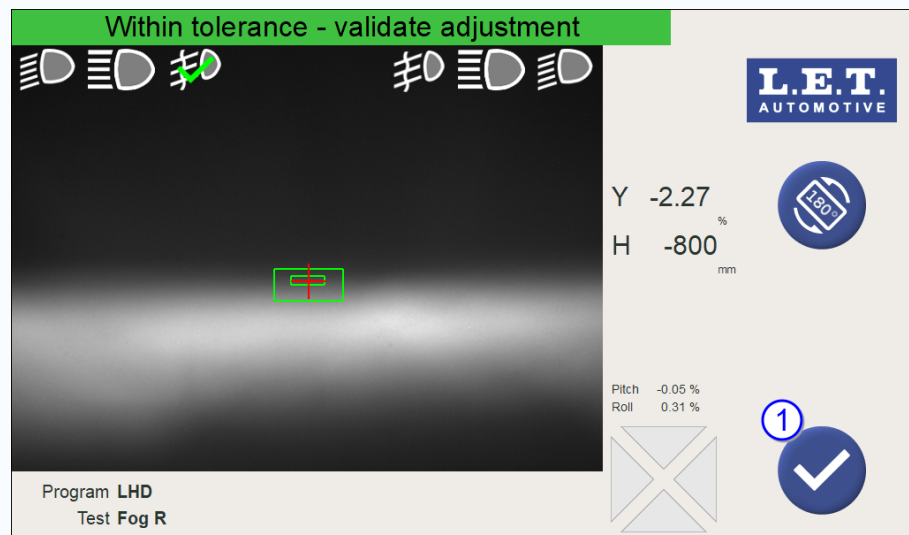 Within tolerance - validate adjustment
L.E.T.
AUTOMOTIVE
180°
Y -2.27
%
H -800
mm
Pitch -0.05 %
Roll 0.31 %
1
Program LHD
Test Fog R